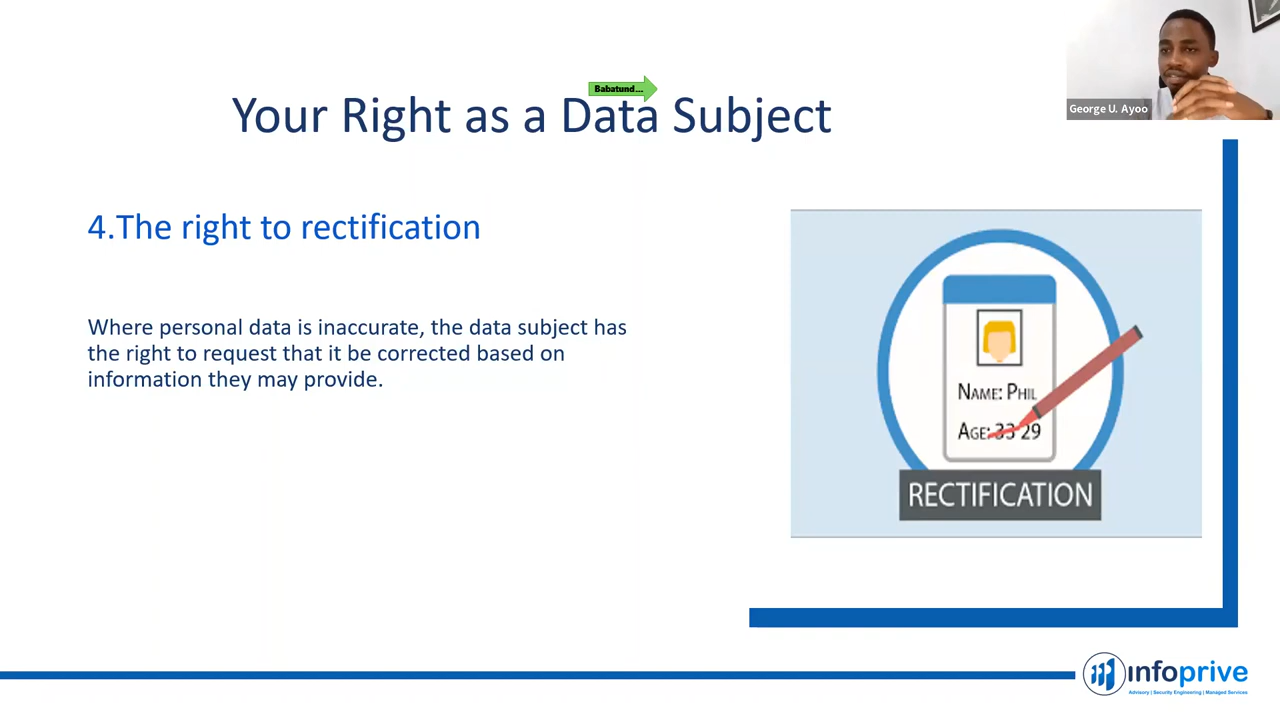 Babatund...
Your Right as a Data Subject
George U. Ayoo
4.The right to rectification
Where personal data is inaccurate, the data subject has
the right to request that it be corrected based on
information they may provide.
NAME: PHIL
AGE: 33 29
RECTIFICATION
infoprive
Advisory | Security Engineering | Managed Services